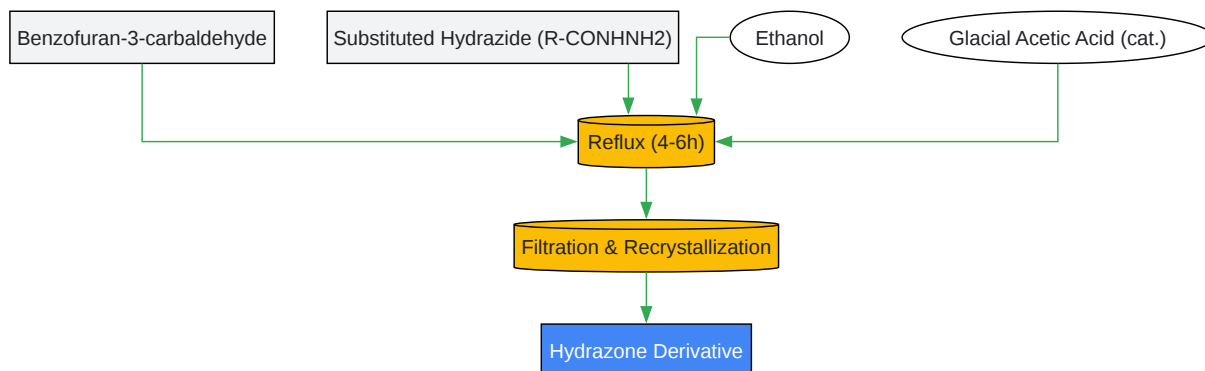 Benzofuran-3-carbaldehyde
Substituted Hydrazide (R-CONHNH2)
Ethanol
Glacial Acetic Acid (cat.)
Reflux (4-6h)
Filtration & Recrystallization
Hydrazone Derivative